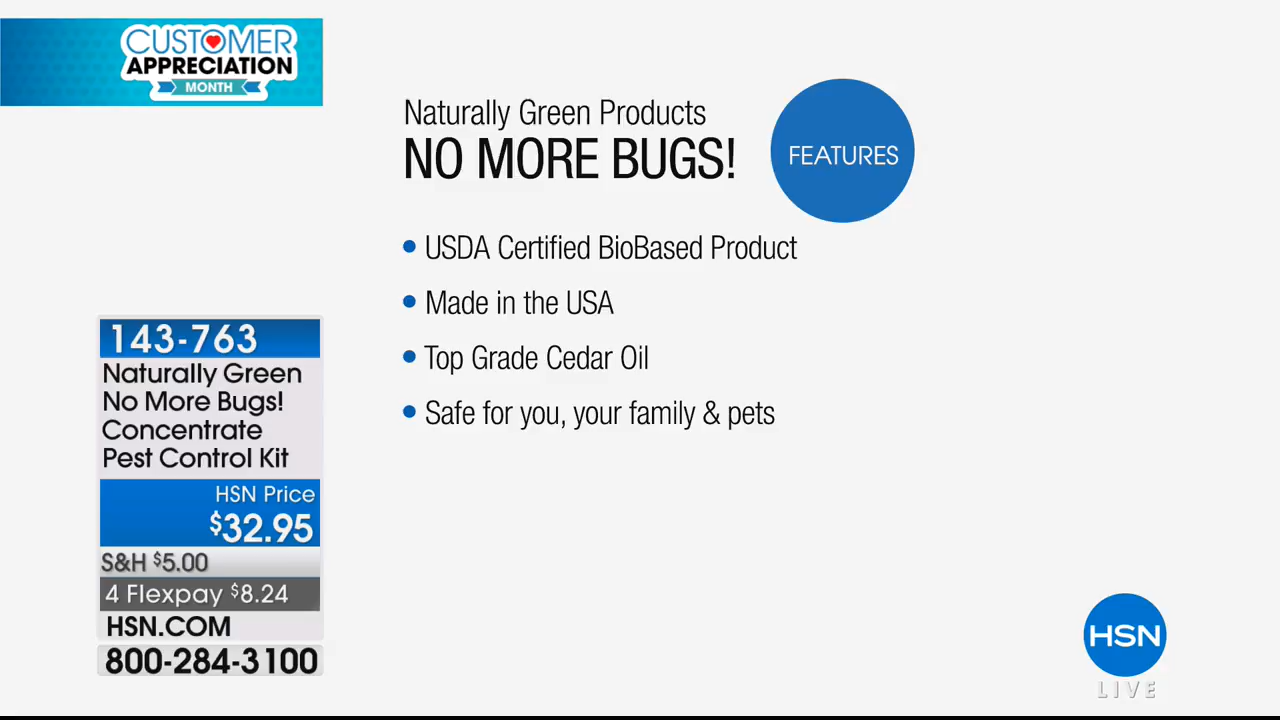 CUSTOMER
APPRECIATION
MONTH
Naturally Green Products
NO MORE BUGS!
FEATURES
• USDA Certified BioBased Product
• Made in the USA
• Top Grade Cedar Oil
• Safe for you, your family & pets
143-763
Naturally Green
No More Bugs!
Concentrate
Pest Control Kit
HSN Price
$32.95
S&H $5.00
4 Flexpay $8.24
HSN.COM
800-284-3100
HSN
LIVE